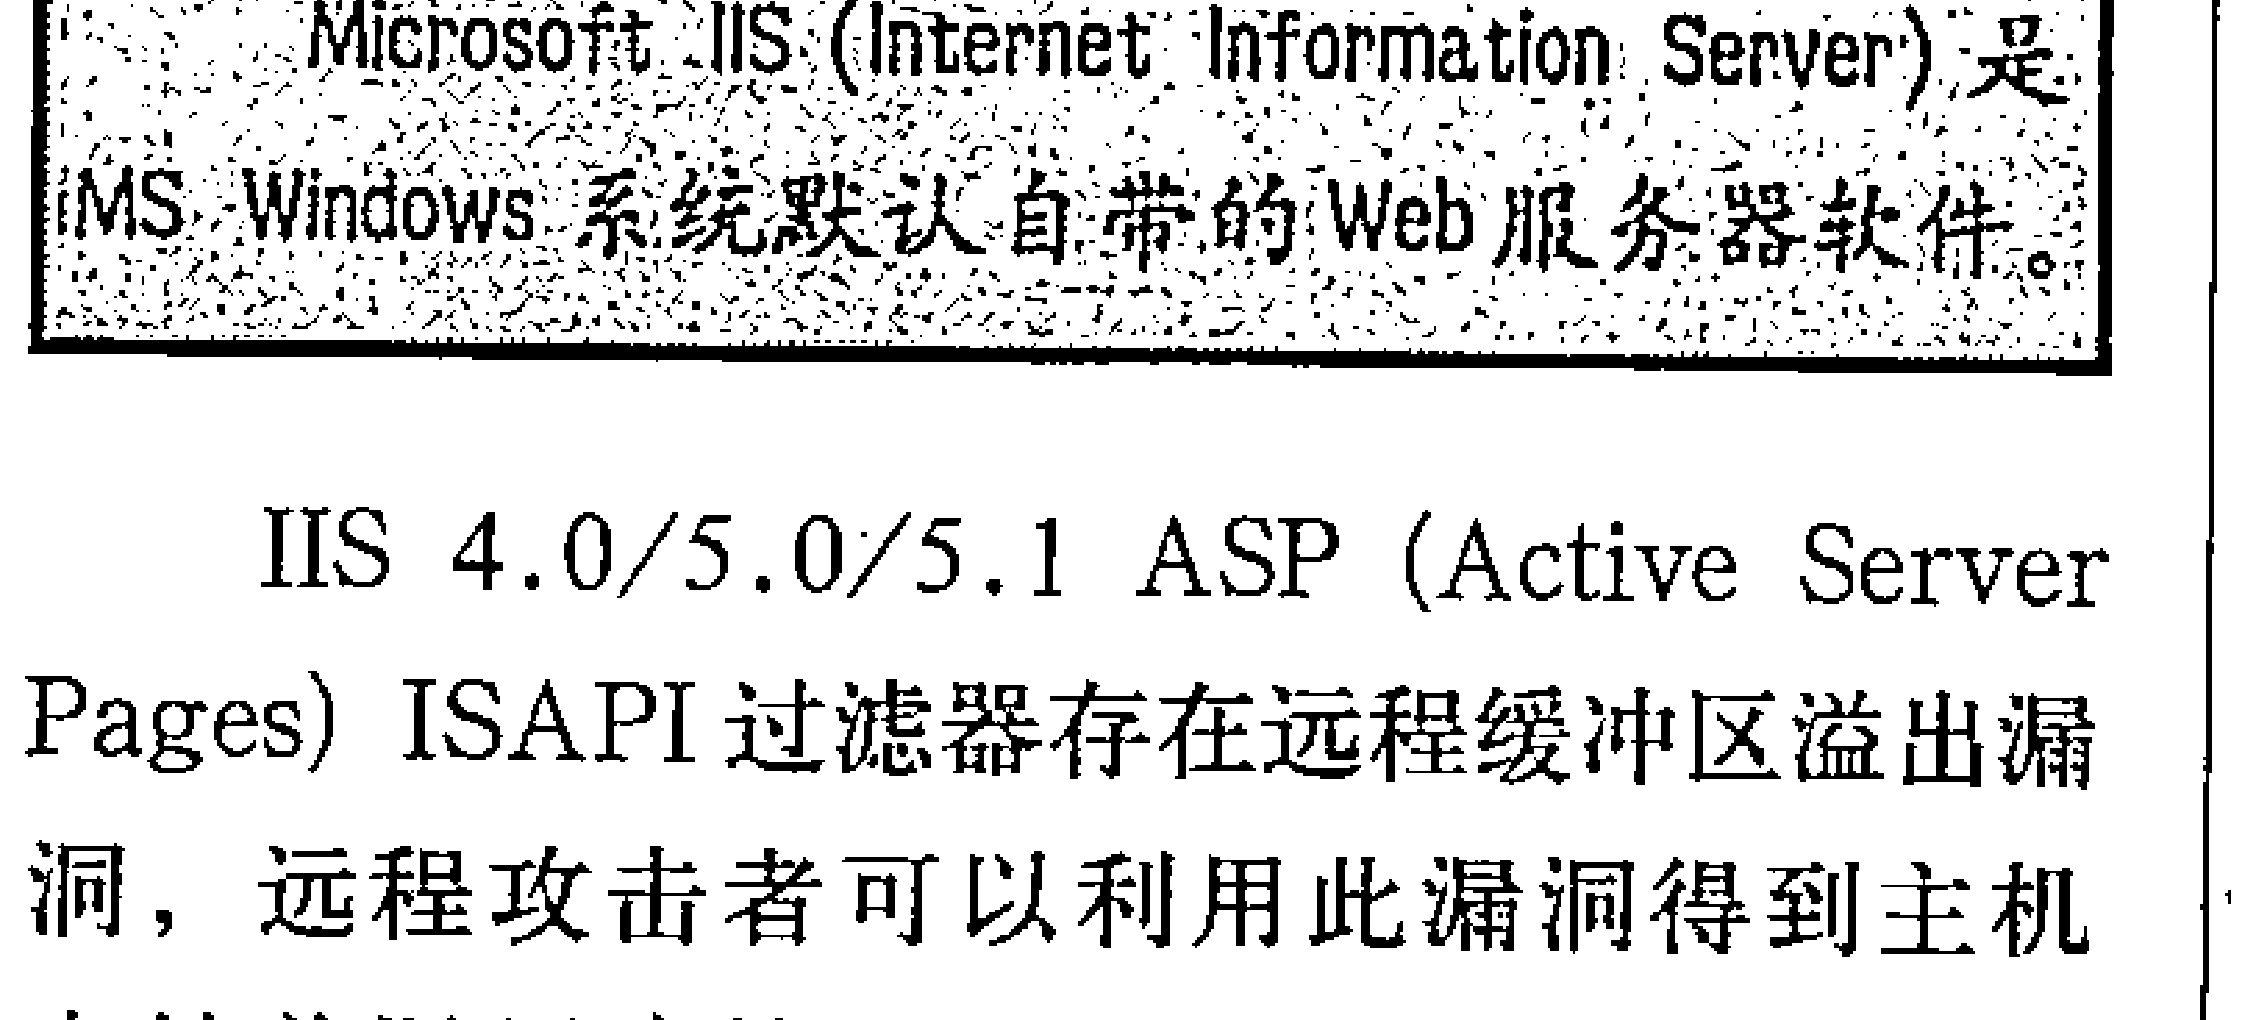 Microsoft IIS (Internet Information Server) 是
MS Windows 系统默认自带的Web服务器软件。
IIS 4.0/5.0/5.1 ASP (Active Server
Pages) ISAPI过滤器存在远程缓冲区溢出漏
洞，远程攻击者可以利用此漏洞得到主机